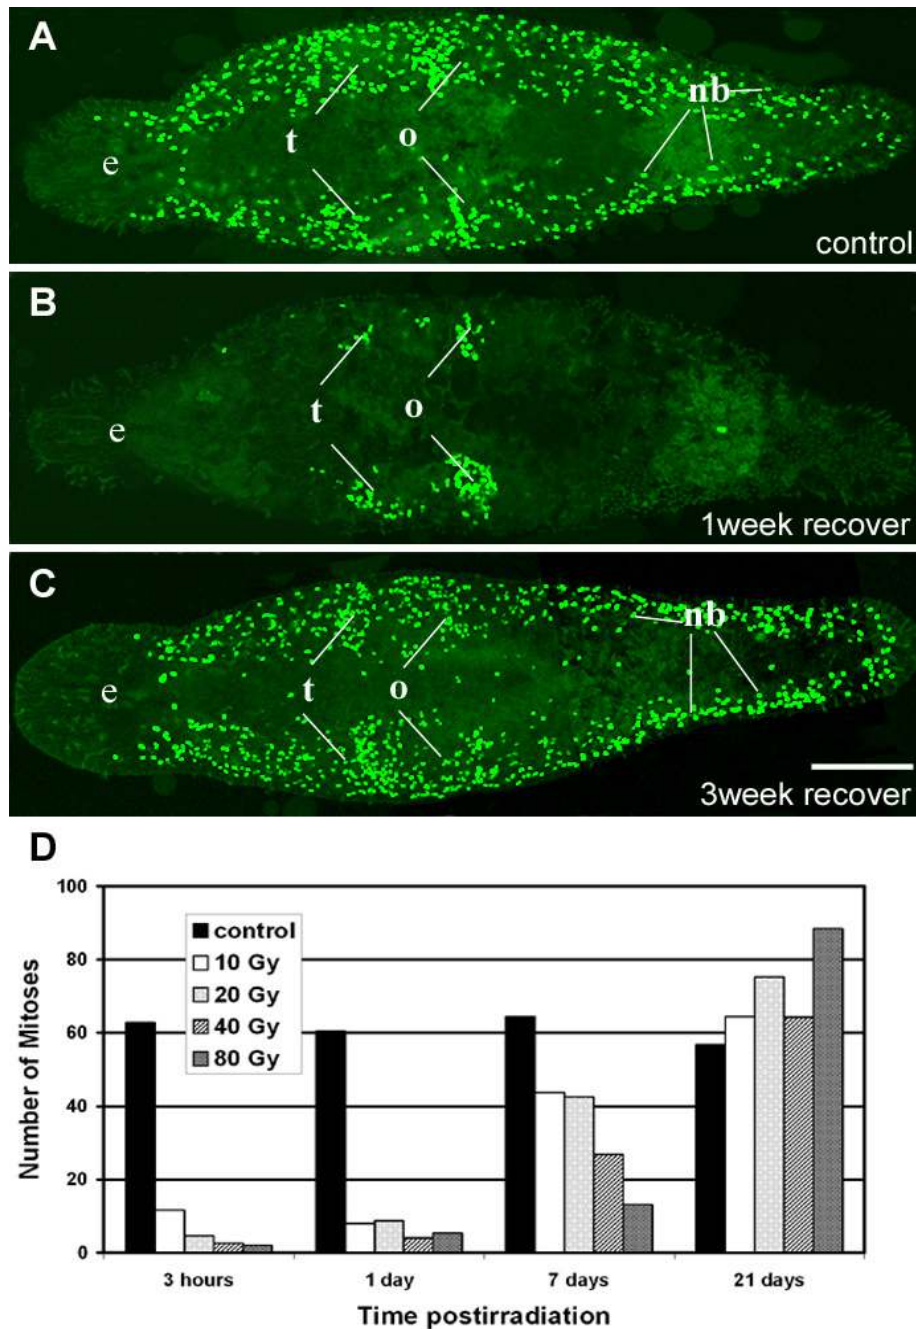 A
nb
t
o
e
control
B
t
o
e
1week recover
C
nb
e
t
o
3week recover
D
100
80
60
40
20
0
control
10 Gy
20 Gy
40 Gy
80 Gy
Number of Mitoses
3 hours 1 day 7 days 21 days
Time postirradiation